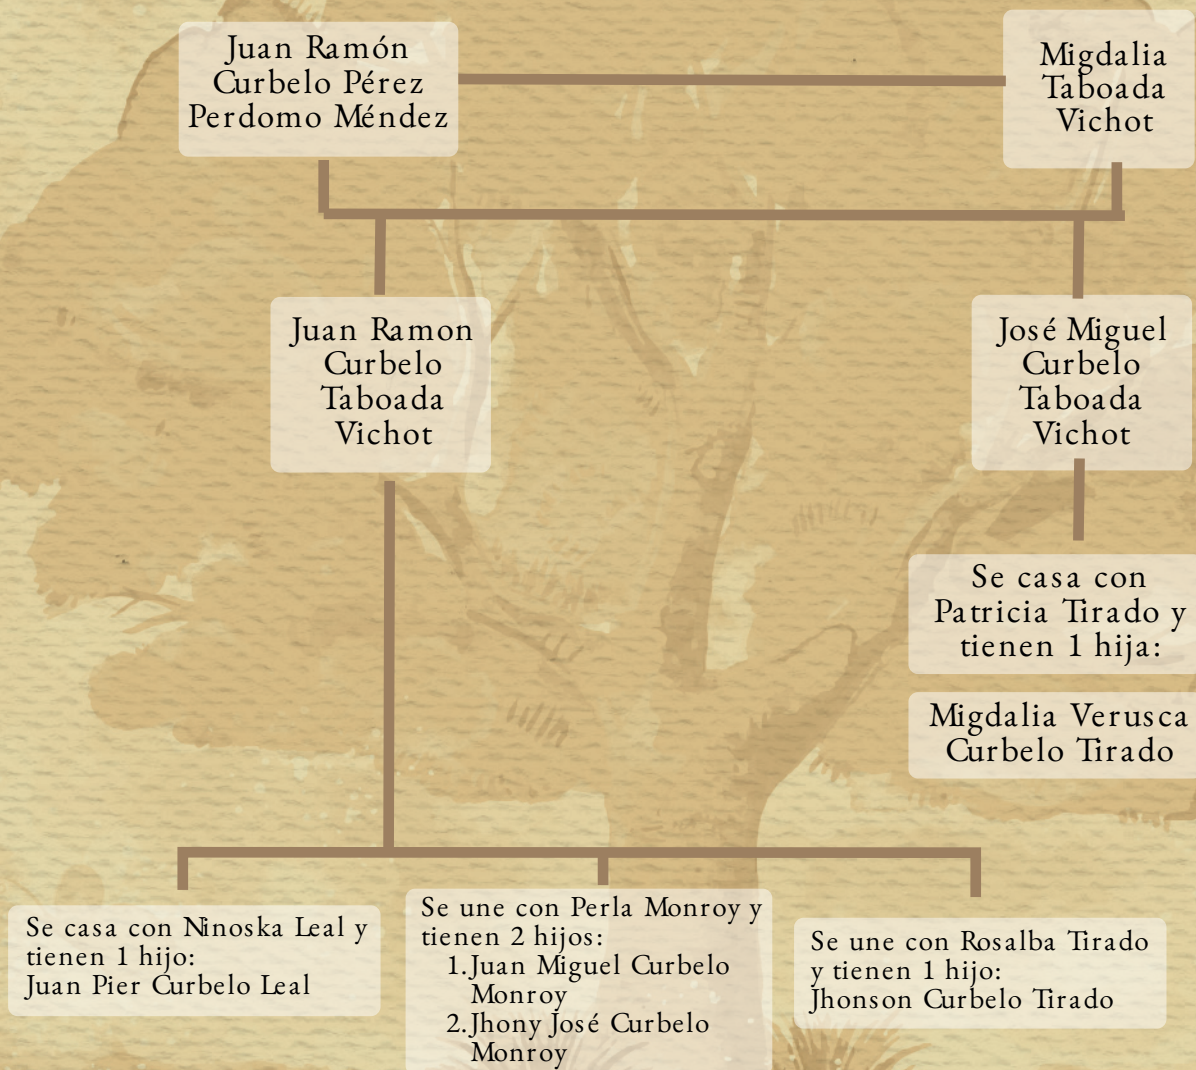 Juan Ramón
Curbelo Pérez
Perdomo Méndez
Migdalia
Taboada
Vichot
Juan Ramon
Curbelo
Taboada
Vichot
José Miguel
Curbelo
Taboada
Vichot
Se casa con
Patricia Tirado y
tienen 1 hija:
Migdalia Verusca
Curbelo Tirado
Se casa con Ninoska Leal y
tienen 1 hijo:
Juan Pier Curbelo Leal
Se une con Perla Monroy y
tienen 2 hijos:
1.Juan Miguel Curbelo
Monroy
2.Jhony José Curbelo
Monroy
Se une con Rosalba Tirado
y tienen 1 hijo:
Jhonson Curbelo Tirado